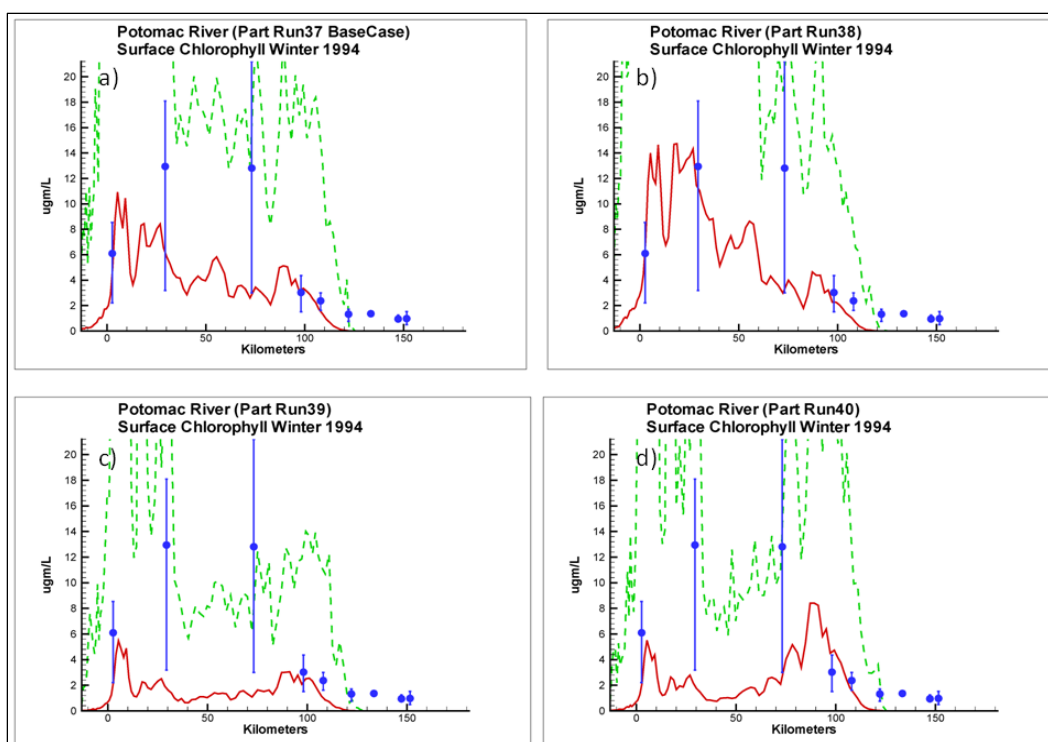 Potomac River (Part Run37 BaseCase)
Surface Chlorophyll Winter 1994
a)
20
18
16
14
12
10
8
6
4
2
0
ugm/L
0 50 100 150
Kilometers
Potomac River (Part Run38)
Surface Chlorophyll Winter 1994
b)
20
18
16
14
12
10
8
6
4
2
0
ugm/L
0 50 100 150
Kilometers
Potomac River (Part Run39)
Surface Chlorophyll Winter 1994
c)
20
18
16
14
12
10
8
6
4
2
0
ugm/L
0 50 100 150
Kilometers
Potomac River (Part Run40)
Surface Chlorophyll Winter 1994
d)
20
18
16
14
12
10
8
6
4
2
0
ugm/L
0 50 100 150
Kilometers